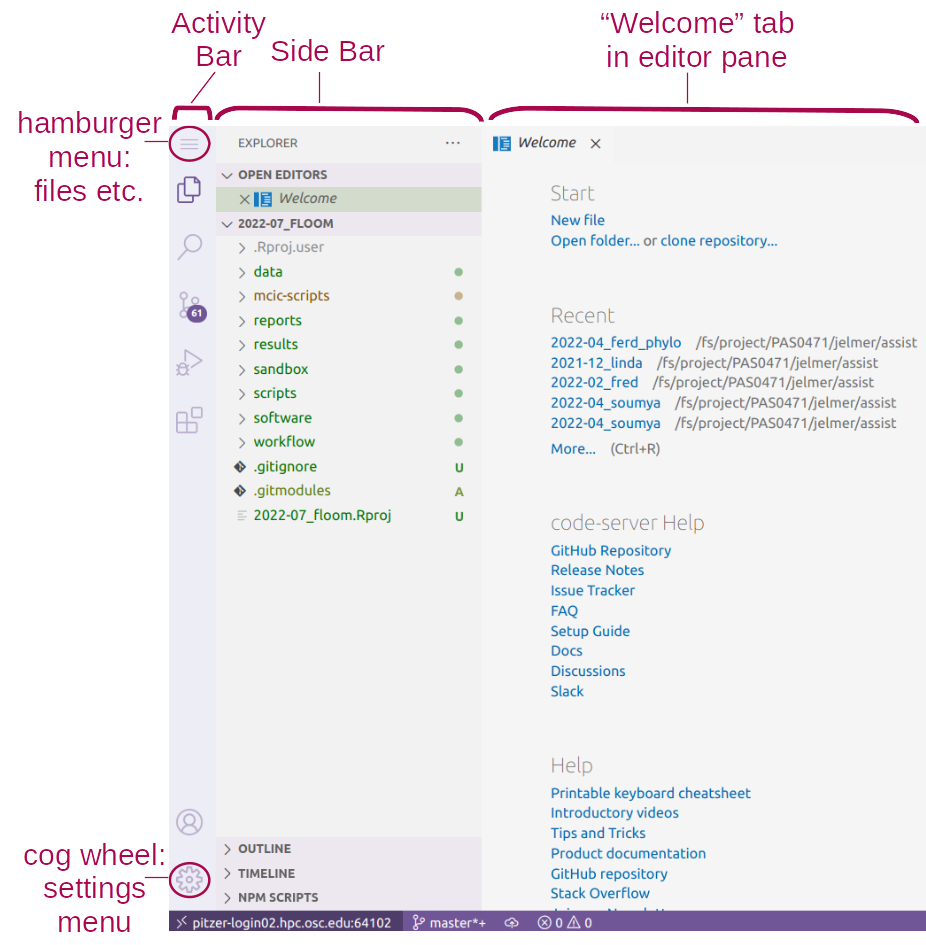 Activity
Bar
Side Bar
“Welcome” tab
in editor pane
hamburger
menu:
files etc.
EXPLORER ···
Welcome
OPEN EDITORS
Welcome
2022-07_FLOOM
.Rproj.user
data
mcic-scripts
reports
results
sandbox
scripts
software
workflow
.gitignore U
.gitmodules A
2022-07_floom.Rproj U
61
Start
New file
Open folder... or clone repository...
Recent
2022-04_ferd_phylo /fs/project/PAS0471/jelmer/assist
2021-12_linda /fs/project/PAS0471/jelmer/assist
2022-02_fred /fs/project/PAS0471/jelmer/assist
2022-04_soumya /fs/project/PAS0471/jelmer/assist
2022-04_soumya /fs/project/PAS0471/jelmer/assist
More... (Ctrl+R)
code-server Help
GitHub Repository
Release Notes
Issue Tracker
FAQ
Setup Guide
Docs
Discussions
Slack
Help
Printable keyboard cheatsheet
Introductory videos
Tips and Tricks
Product documentation
GitHub repository
Stack Overflow
OUTLINE
TIMELINE
NPM SCRIPTS
cog wheel:
settings
menu
pitzer-login02.hpc.osc.edu:64102 master*+ 0 0